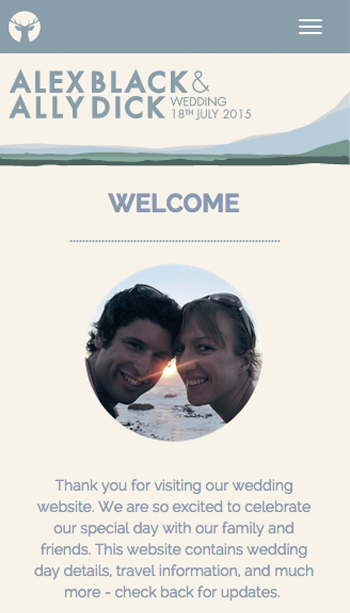 ALEX BLACK &
ALLY DICK WEDDING
18TH JULY 2015
WELCOME
Thank you for visiting our wedding
website. We are so excited to celebrate
our special day with our family and
friends. This website contains wedding
day details, travel information, and much
more - check back for updates.